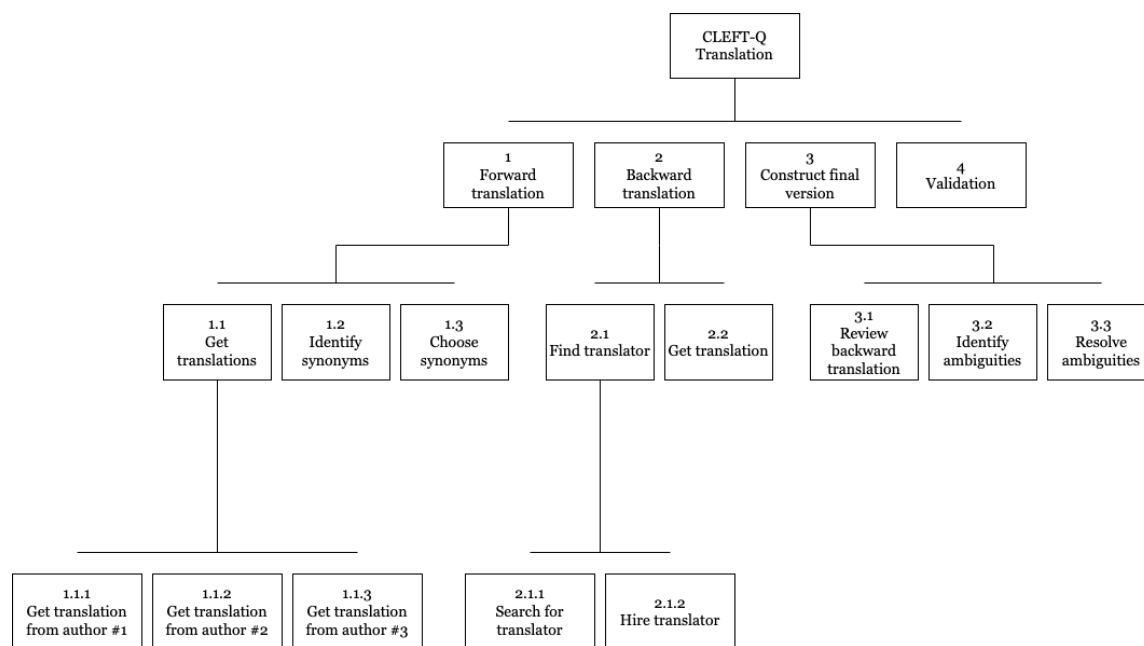 CLEFT-Q
Translation
1
Forward
translation
2
Backward
translation
3
Construct final
version
4
Validation
1.1
Get
translations
1.2
Identify
synonyms
1.3
Choose
synonyms
2.1
Find translator
2.2
Get translation
3.1
Review
backward
translation
3.2
Identify
ambiguities
3.3
Resolve
ambiguities
1.1.1
Get translation
from author #1
1.1.2
Get translation
from author #2
1.1.3
Get translation
from author #3
2.1.1
Search for
translator
2.1.2
Hire translator